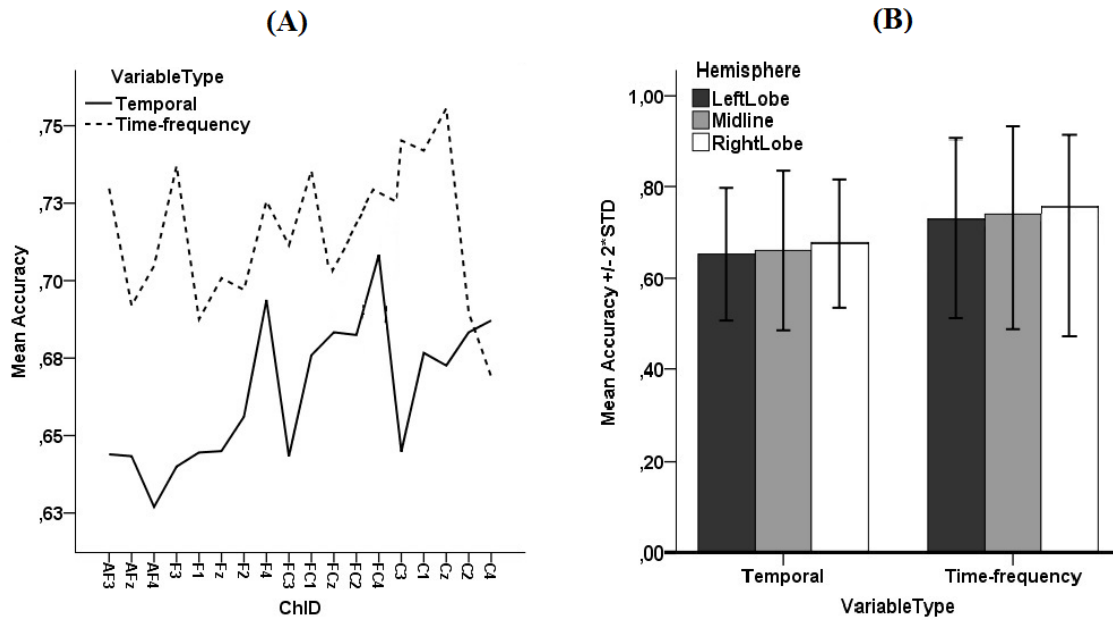 (A)
VariableType
Temporal
Time-frequency
,75
,73
,70
,68
,65
,63
Mean Accuracy
AF3
AFz
AF4
F3
F1
Fz
F2
F4
FC3
FC1
FCz
FC2
FC4
C3
C1
Cz
C2
C4
ChID
(B)
Hemisphere
LeftLobe
Midline
RightLobe
1,00
,80
,60
,40
,20
,00
Mean Accuracy +/- 2*STD
Temporal
Time-frequency
VariableType